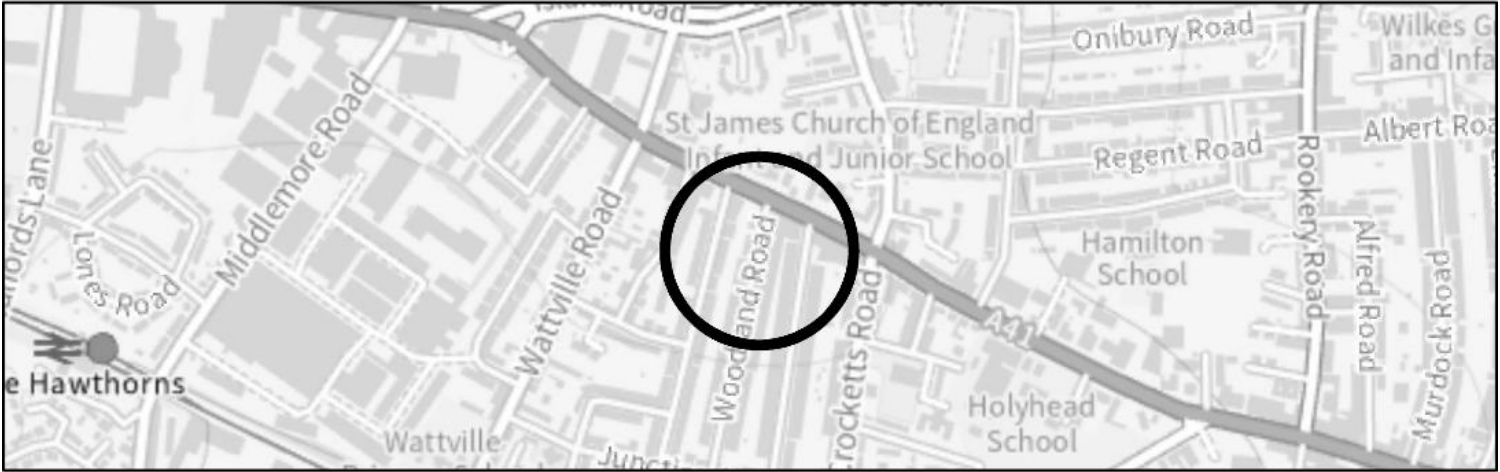 Island Road
Onibury Road
Wilkes G
and Infa
Middlemore Road
St James Church of England
Infant and Junior School
Regent Road
Albert Roa
Rookery Road
Lones Road
Wattville Road
Woodland Road
Hamilton
School
Alfred Road
Murdock Road
A41
Crocketts Road
e Hawthorns
Holyhead
School
Wattville